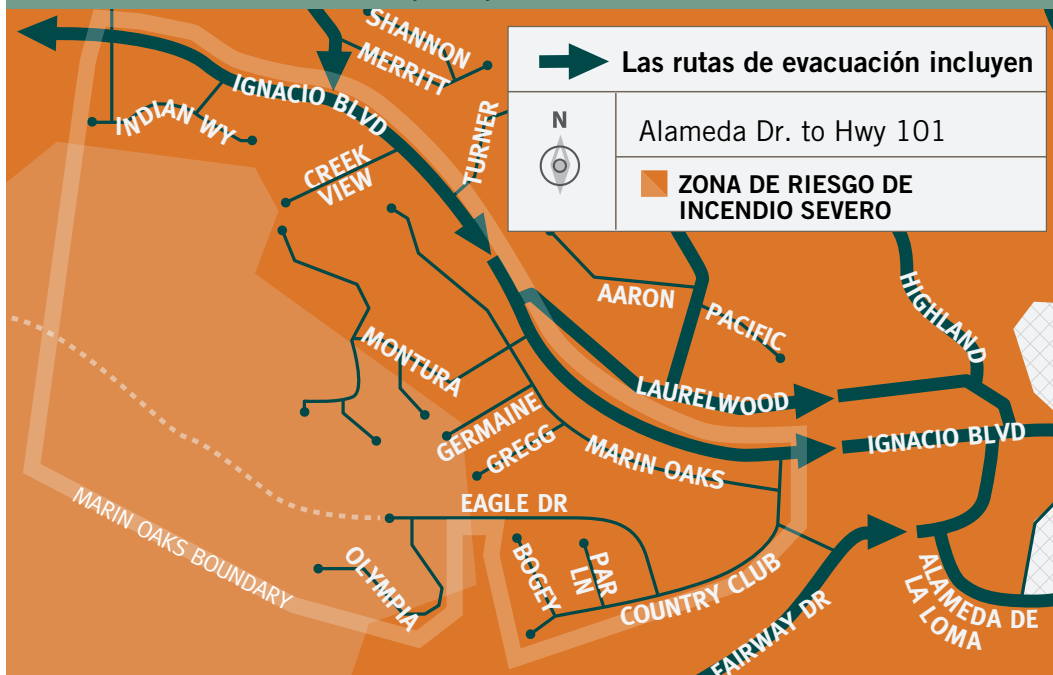 SHANNON
MERRITT
IGNACIO BLVD
INDIAN WY
TURNER
CREEK
VIEW
Las rutas de evacuación incluyen
N
Alameda Dr. to Hwy 101
ZONA DE RIESGO DE
INCENDIO SEVERO
AARON
PACIFIC
HIGHLAND
MONTURA
LAURELWOOD
GERMAINE
GREGG
MARIN OAKS
IGNACIO BLVD
EAGLE DR
MARIN OAKS BOUNDARY
OLYMPIA
BOGEY
PAR
LN
COUNTRY CLUB
FAIRWAY DR
ALAMEDA DE
LA LOMA